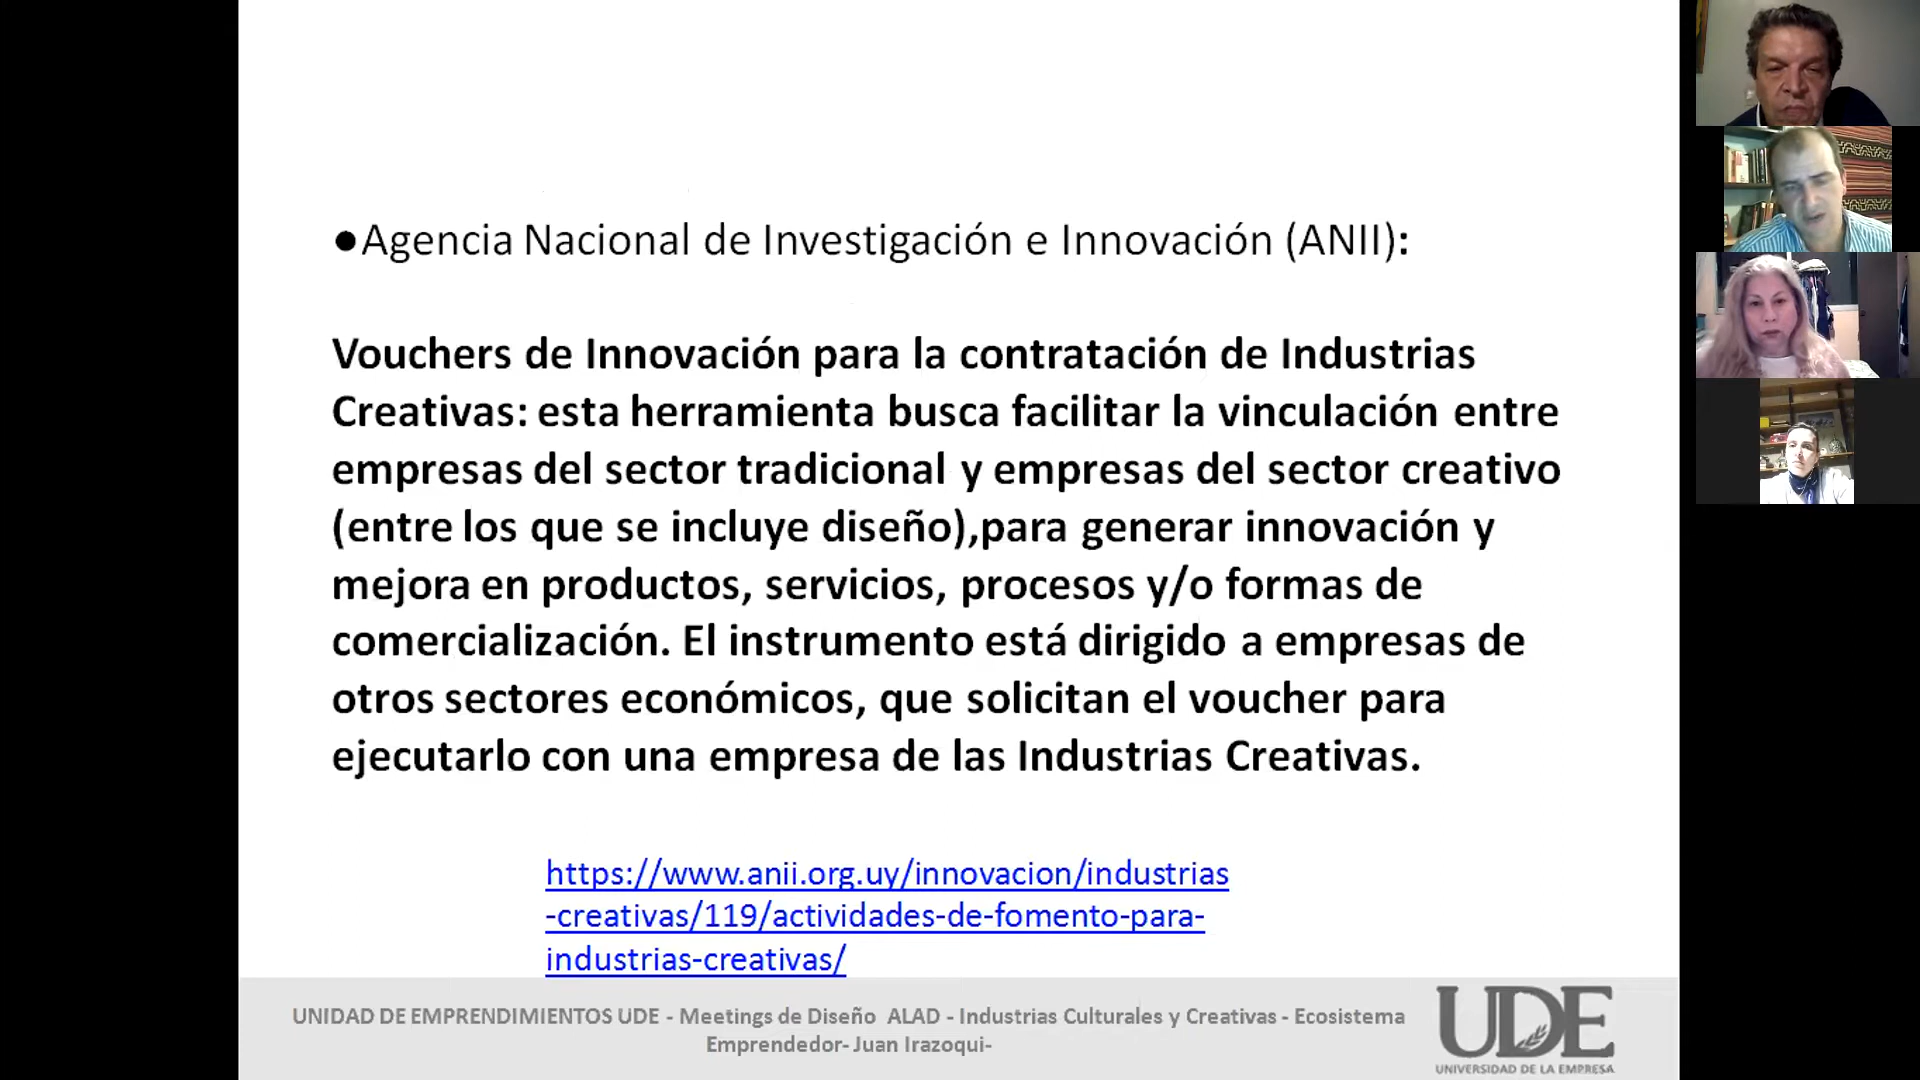 ●Agencia Nacional de Investigación e Innovación (ANII):
Vouchers de Innovación para la contratación de Industrias
Creativas: esta herramienta busca facilitar la vinculación entre
empresas del sector tradicional y empresas del sector creativo
(entre los que se incluye diseño),para generar innovación y
mejora en productos, servicios, procesos y/o formas de
comercialización. El instrumento está dirigido a empresas de
otros sectores económicos, que solicitan el voucher para
ejecutarlo con una empresa de las Industrias Creativas.
https://www.anii.org.uy/innovacion/industrias
-creativas/119/actividades-de-fomento-para-
industrias-creativas/
UNIDAD DE EMPRENDIMIENTOS UDE - Meetings de Diseño ALAD - Industrias Culturales y Creativas - Ecosistema
Emprendedor- Juan Irazoqui-
UDE
UNIVERSIDAD DE LA EMPRESA